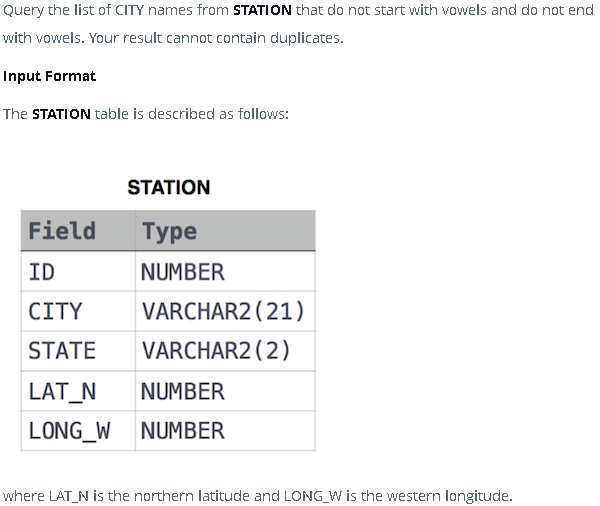 Query the list of CITY names from STATION that do not start with vowels and do not end
with vowels. Your result cannot contain duplicates.
Input Format
The STATION table is described as follows:
STATION
Field Type
ID NUMBER
CITY VARCHAR2(21)
STATE VARCHAR2(2)
LAT_N NUMBER
LONG_W NUMBER
where LAT_N is the northern latitude and LONG_W is the western longitude.